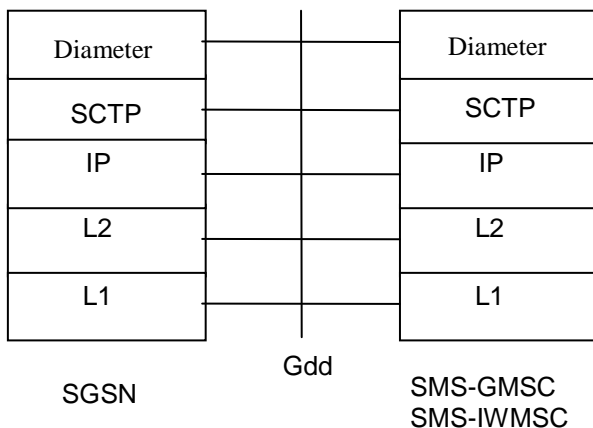 Diameter
SCTP
IP
L2
L1
Diameter
SCTP
IP
L2
L1
Gdd
SGSN
SMS-GMSC
SMS-IWMSC